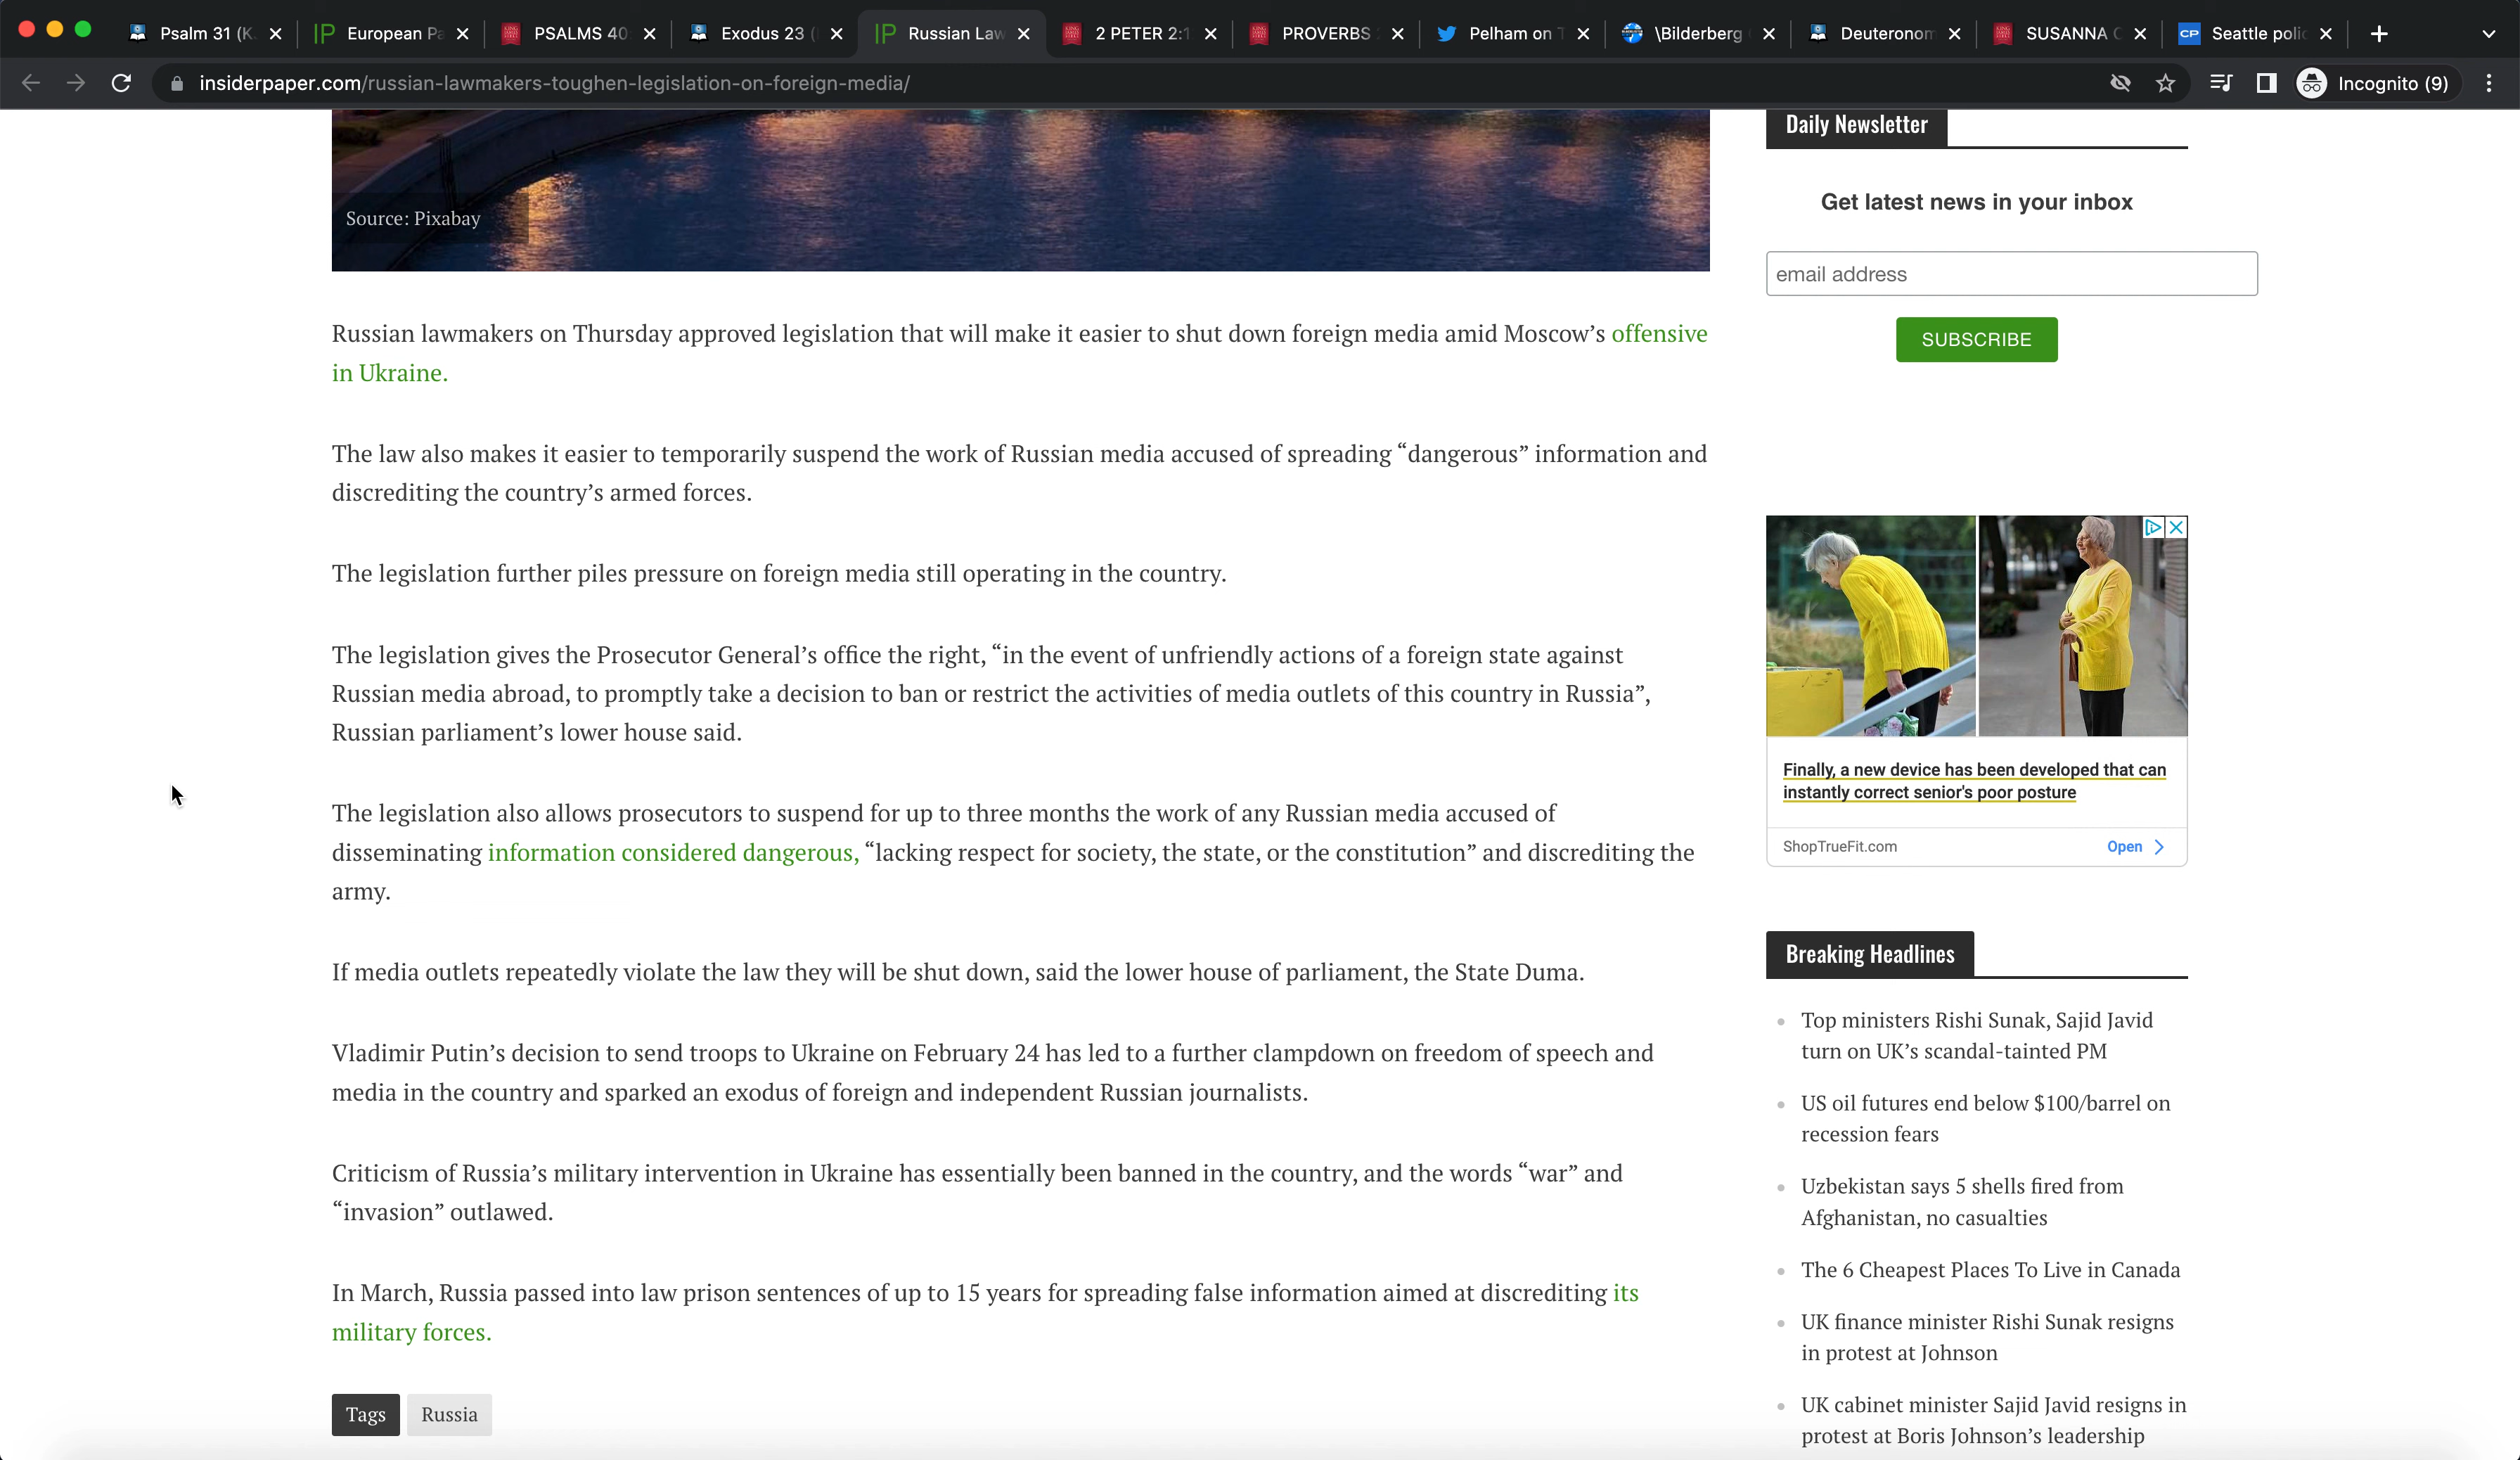 Psalm 31 (K
European Pa
PSALMS 40
Exodus 23 (
Russian Law
2 PETER 2:1
PROVERBS
Pelham on T
\Bilderberg
Deuteronom
SUSANNA C
CP
Seattle polic
insiderpaper.com/russian-lawmakers-toughen-legislation-on-foreign-media/
Incognito (9)
Source: Pixabay
Russian lawmakers on Thursday approved legislation that will make it easier to shut down foreign media amid Moscow’s offensive
in Ukraine.
The law also makes it easier to temporarily suspend the work of Russian media accused of spreading “dangerous” information and
discrediting the country’s armed forces.
The legislation further piles pressure on foreign media still operating in the country.
The legislation gives the Prosecutor General’s office the right, “in the event of unfriendly actions of a foreign state against
Russian media abroad, to promptly take a decision to ban or restrict the activities of media outlets of this country in Russia”,
Russian parliament’s lower house said.
The legislation also allows prosecutors to suspend for up to three months the work of any Russian media accused of
disseminating information considered dangerous, “lacking respect for society, the state, or the constitution” and discrediting the
army.
If media outlets repeatedly violate the law they will be shut down, said the lower house of parliament, the State Duma.
Vladimir Putin’s decision to send troops to Ukraine on February 24 has led to a further clampdown on freedom of speech and
media in the country and sparked an exodus of foreign and independent Russian journalists.
Criticism of Russia’s military intervention in Ukraine has essentially been banned in the country, and the words “war” and
“invasion” outlawed.
In March, Russia passed into law prison sentences of up to 15 years for spreading false information aimed at discrediting its
military forces.
Tags
Russia
Daily Newsletter
Get latest news in your inbox
email address
SUBSCRIBE
Finally, a new device has been developed that can
instantly correct senior's poor posture
ShopTrueFit.com
Open
Breaking Headlines
Top ministers Rishi Sunak, Sajid Javid
turn on UK’s scandal-tainted PM
US oil futures end below $100/barrel on
recession fears
Uzbekistan says 5 shells fired from
Afghanistan, no casualties
The 6 Cheapest Places To Live in Canada
UK finance minister Rishi Sunak resigns
in protest at Johnson
UK cabinet minister Sajid Javid resigns in
protest at Boris Johnson’s leadership